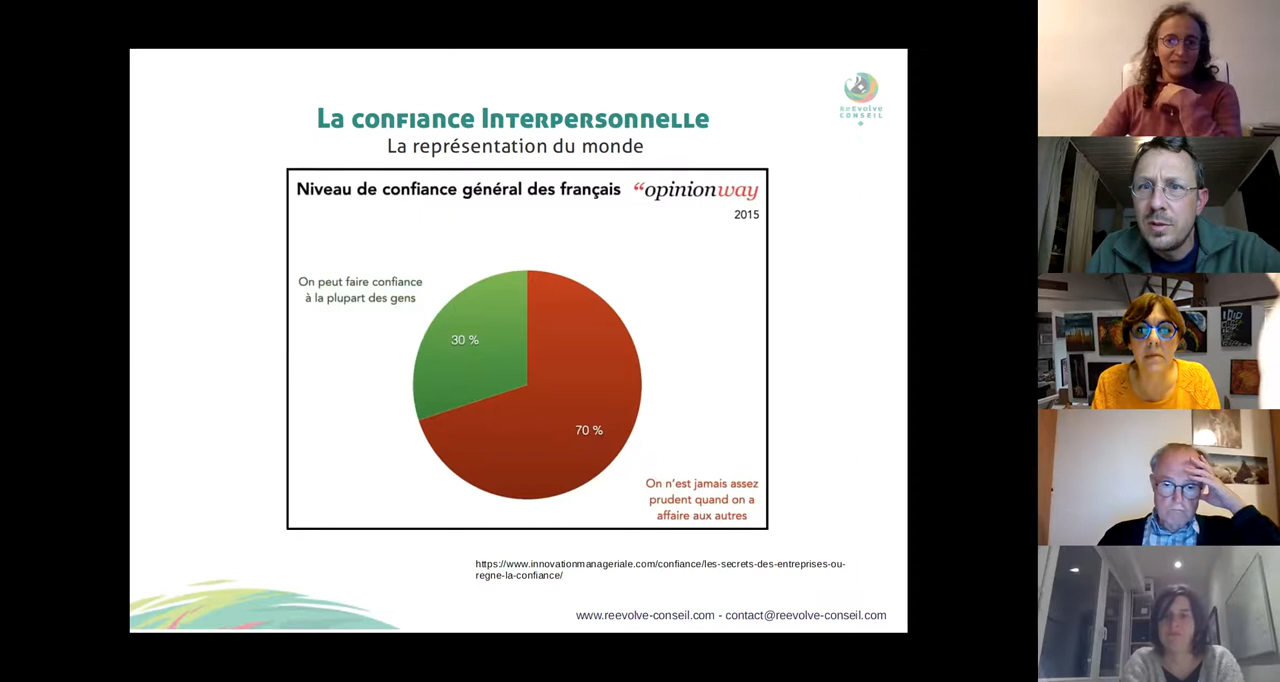 La confiance Interpersonnelle
La représentation du monde
ReEvolve
CONSEIL
Niveau de confiance général des français “opinionway
2015
On peut faire confiance
à la plupart des gens
30 %
70 %
On n’est jamais assez
prudent quand on a
affaire aux autres
https://www.innovationmanageriale.com/confiance/les-secrets-des-entreprises-ou-
regne-la-confiance/
www.reevolve-conseil.com - contact@reevolve-conseil.com